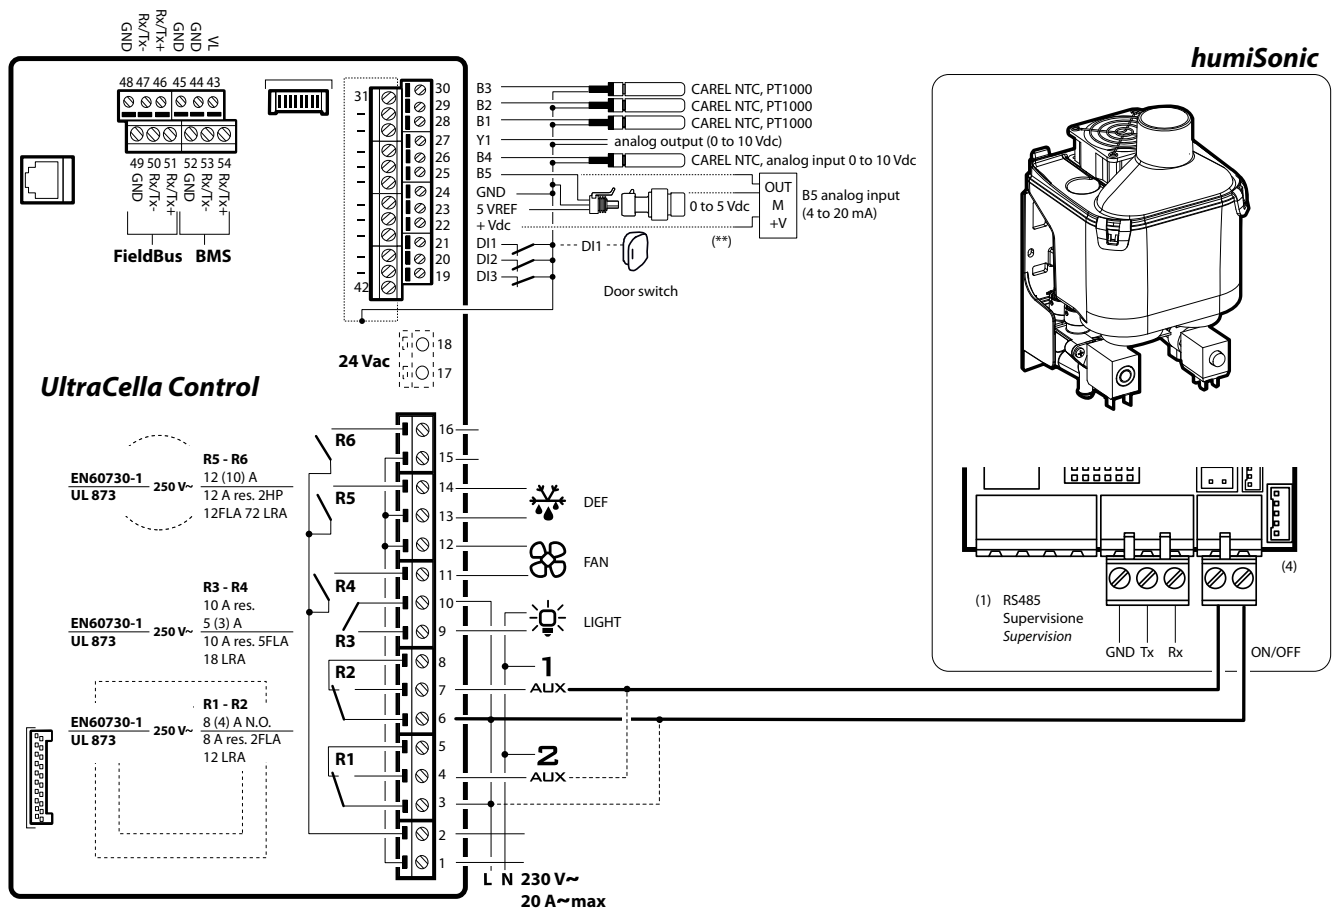 GND
Rx/Tx-
Rx/Tx+
GND
GND
VL
48 47 46 45 44 43
49 50 51 52 53 54
GND
Rx/Tx-
Rx/Tx+
GND
Rx/Tx-
Rx/Tx+
FieldBus BMS
31
42
30 B3 CAREL NTC, PT1000
29 B2 CAREL NTC, PT1000
28 B1 CAREL NTC, PT1000
27 Y1 analog output (0 to 10 Vdc)
26 B4 CAREL NTC, analog input 0 to 10 Vdc
25 B5
24 GND
23 5 VREF 0 to 5 Vdc
22 + Vdc (**)
21 DI1
20 DI2
19 DI3
OUT
M
+V
B5 analog input
(4 to 20 mA)
DI1
Door switch
24 Vac
18
17
UltraCella Control
EN60730-1
UL 873
250 V~
R5 - R6
12 (10) A
12 A res. 2HP
12FLA 72 LRA
EN60730-1
UL 873
250 V~
R3 - R4
10 A res.
5 (3) A
10 A res. 5FLA
18 LRA
EN60730-1
UL 873
250 V~
R1 - R2
8 (4) A N.O.
8 A res. 2FLA
12 LRA
R6
R5
R4
R3
R2
R1
16
15
14
13
12
11
10
9
8
7
6
5
4
3
2
1
DEF
FAN
LIGHT
1
AUX
2
AUX
L N 230 V~
20 A~max
humiSonic
(4)
(1) RS485
Supervisione
Supervision
GND Tx Rx
ON/OFF